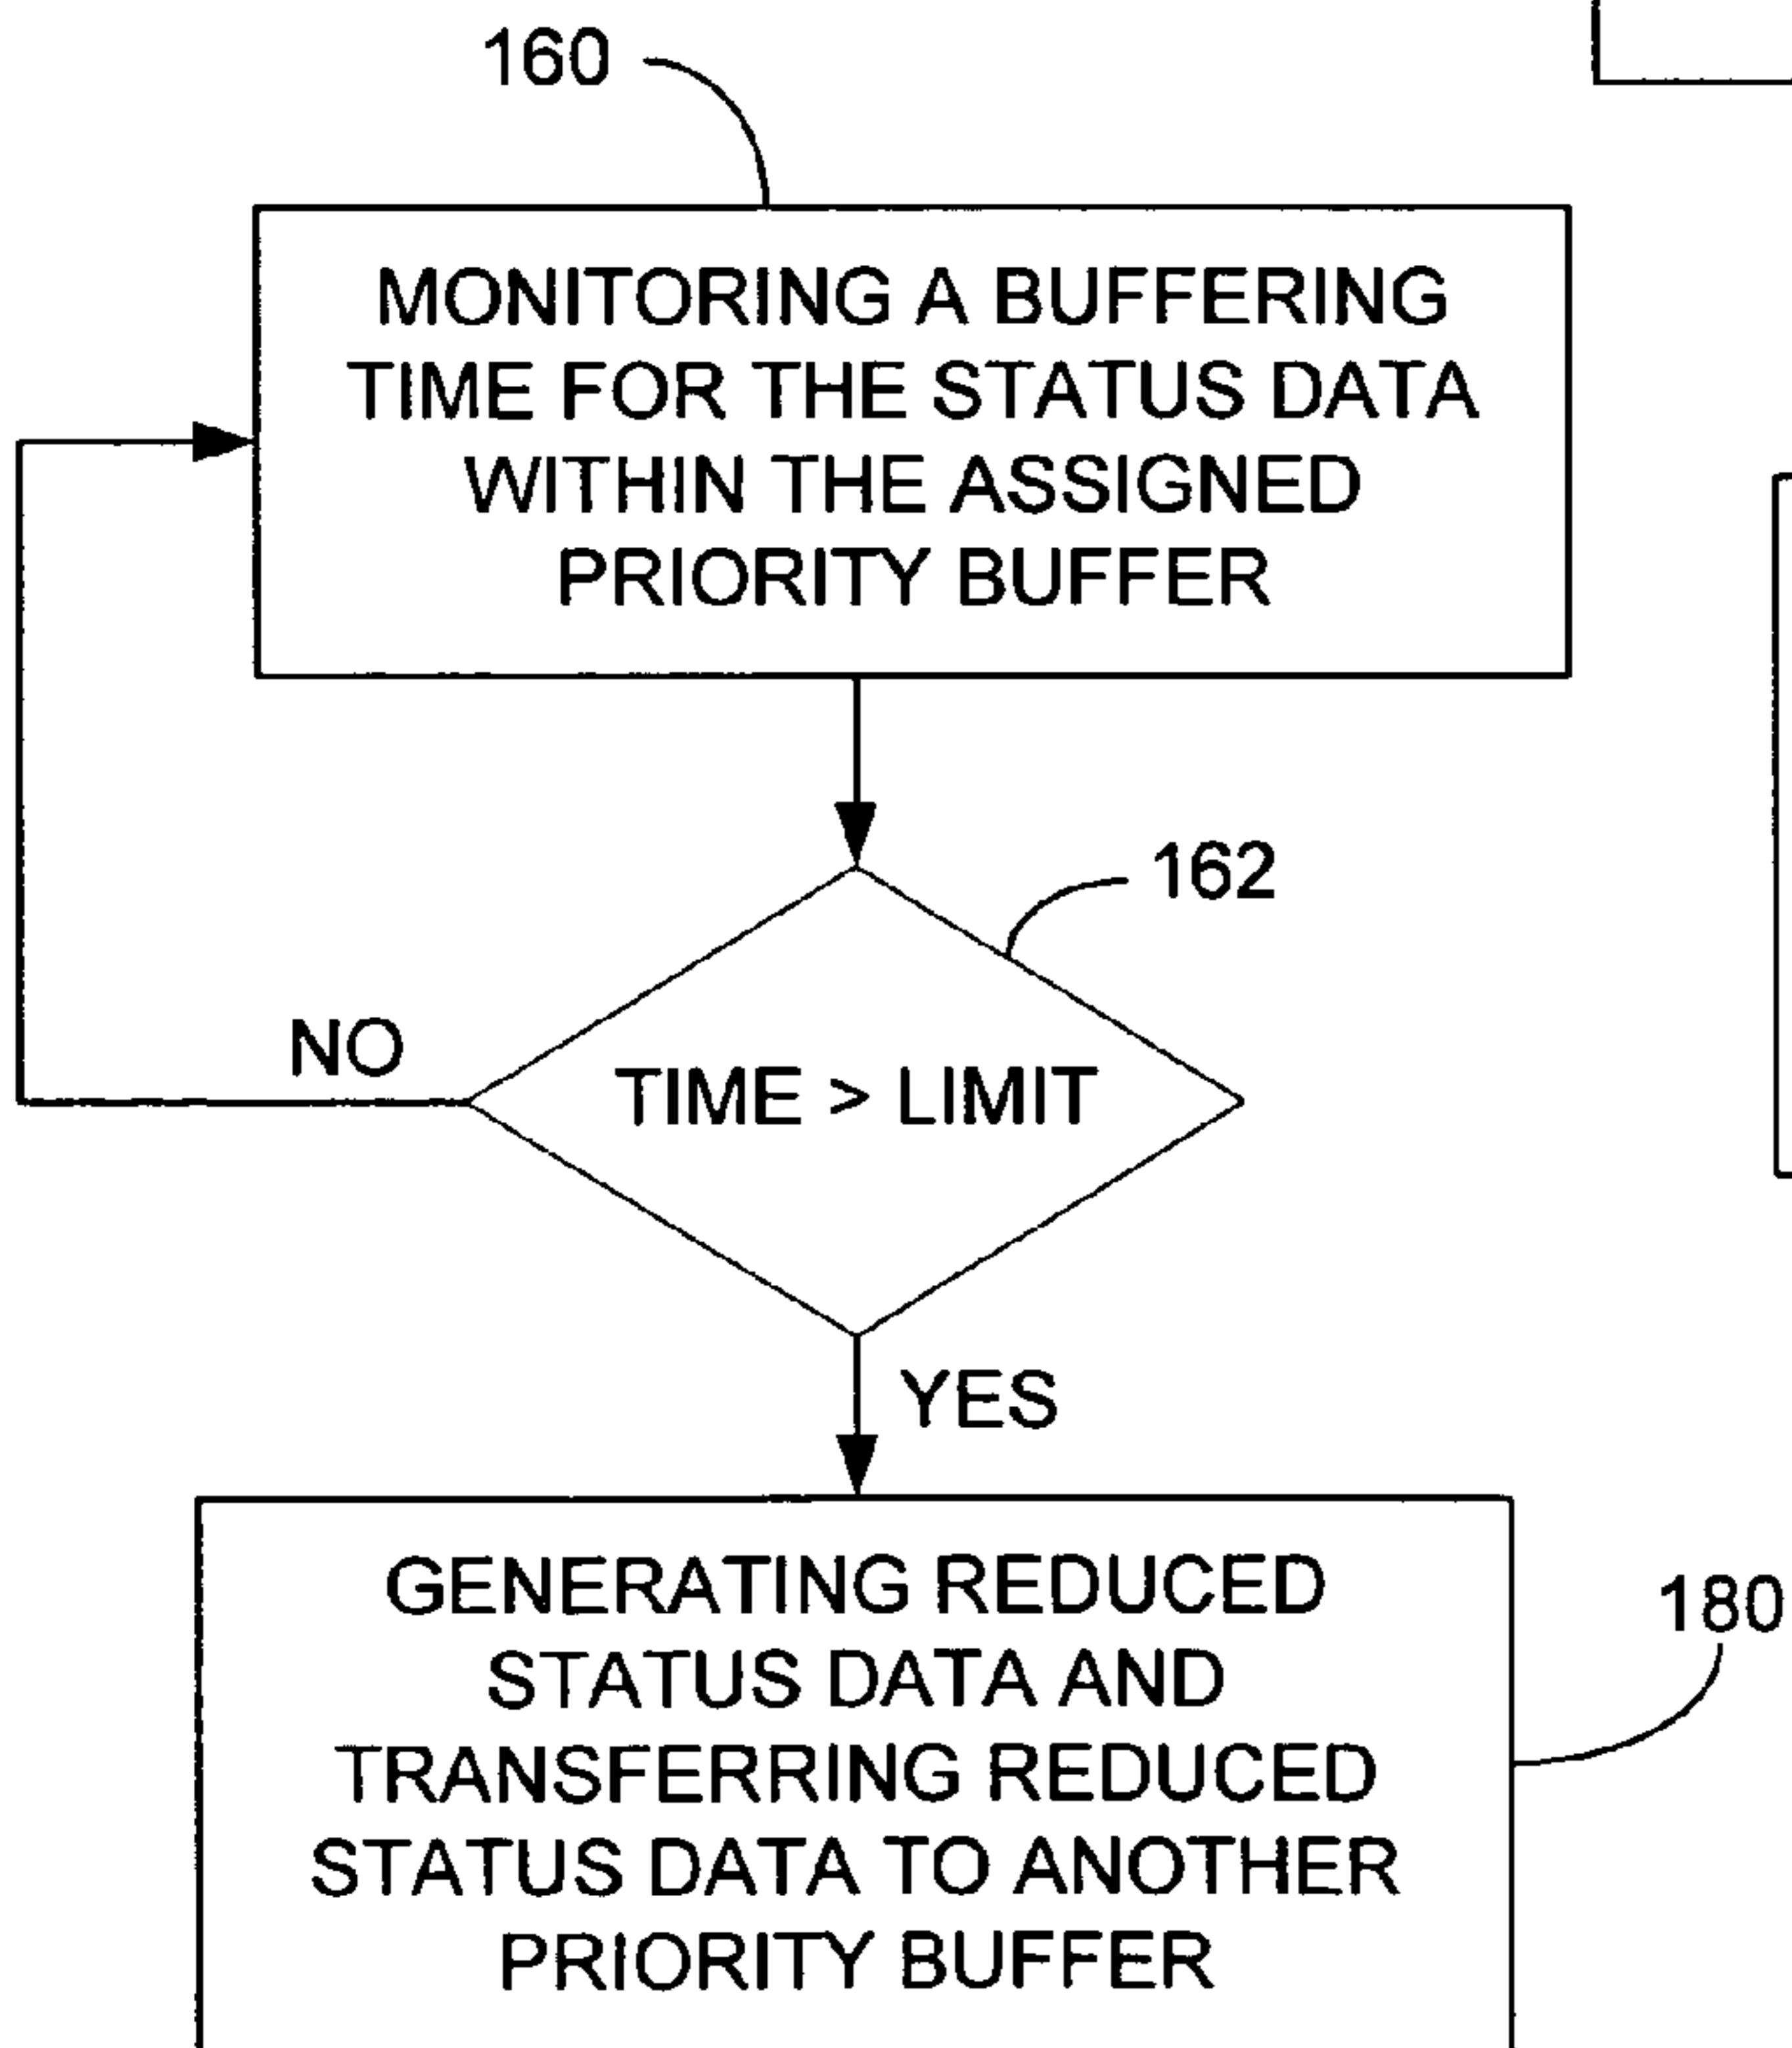 160
MONITORING A BUFFERING
TIME FOR THE STATUS DATA
WITHIN THE ASSIGNED
PRIORITY BUFFER
162
NO
TIME > LIMIT
YES
GENERATING REDUCED
STATUS DATA AND
TRANSFERRING REDUCED
STATUS DATA TO ANOTHER
PRIORITY BUFFER
180